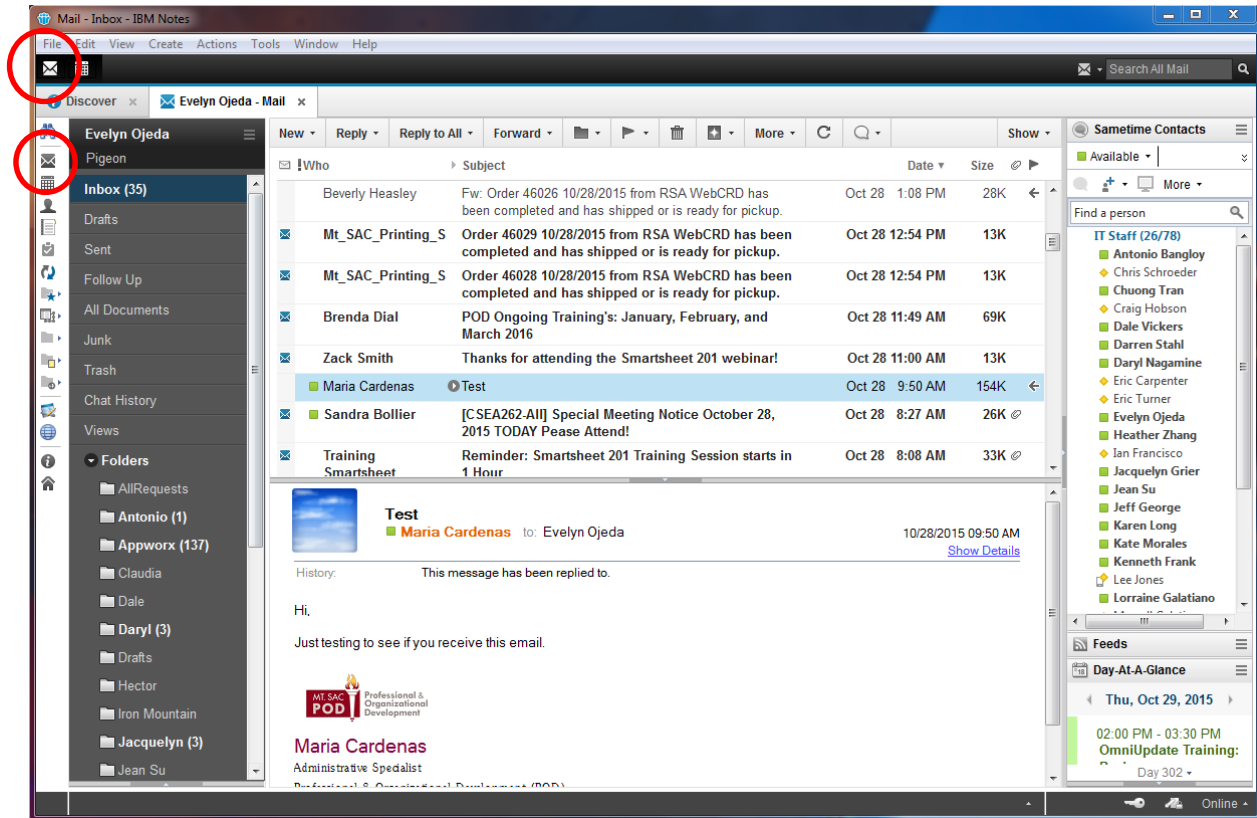 Mail - Inbox - IBM Notes
File Edit View Create Actions Tools Window Help
Search All Mail
Discover
Evelyn Ojeda - Mail
Evelyn Ojeda
Pigeon
Inbox (35)
Drafts
Sent
Follow Up
All Documents
Junk
Trash
Chat History
Views
Folders
AllRequests
Antonio (1)
Appworx (137)
Claudia
Dale
Daryl (3)
Drafts
Hector
Iron Mountain
Jacquelyn (3)
Jean Su
New Reply Reply to All Forward More Show
! Who Subject Date Size
Beverly Heasley Fw: Order 46026 10/28/2015 from RSA WebCRD has Oct 28 1:08 PM 28K
been completed and has shipped or is ready for pickup.
Mt_SAC_Printing_S Order 46029 10/28/2015 from RSA WebCRD has been Oct 28 12:54 PM 13K
completed and has shipped or is ready for pickup.
Mt_SAC_Printing_S Order 46028 10/28/2015 from RSA WebCRD has been Oct 28 12:54 PM 13K
completed and has shipped or is ready for pickup.
Brenda Dial POD Ongoing Training's: January, February, and Oct 28 11:49 AM 69K
March 2016
Zack Smith Thanks for attending the Smartsheet 201 webinar! Oct 28 11:00 AM 13K
Maria Cardenas Test Oct 28 9:50 AM 154K
Sandra Bollier [CSEA262-All] Special Meeting Notice October 28, Oct 28 8:27 AM 26K
2015 TODAY Pease Attend!
Training Reminder: Smartsheet 201 Training Session starts in Oct 28 8:08 AM 33K
Smartsheet 1 Hour
Test
Maria Cardenas to: Evelyn Ojeda
10/28/2015 09:50 AM
Show Details
History: This message has been replied to.
Hi,
Just testing to see if you receive this email.
MT. SAC
POD
Professional &
Organizational
Development
Maria Cardenas
Administrative Specialist
Professional & Organizational Development (POD)
Sametime Contacts
Available
More
Find a person
IT Staff (26/78)
Antonio Bangloy
Chris Schroeder
Chuong Tran
Craig Hobson
Dale Vickers
Darren Stahl
Daryl Nagamine
Eric Carpenter
Eric Turner
Evelyn Ojeda
Heather Zhang
Ian Francisco
Jacquelyn Grier
Jean Su
Jeff George
Karen Long
Kate Morales
Kenneth Frank
Lee Jones
Lorraine Galatiano
Feeds
Day-At-A-Glance
Thu, Oct 29, 2015
02:00 PM - 03:30 PM
OmniUpdate Training:
Day 302
Online